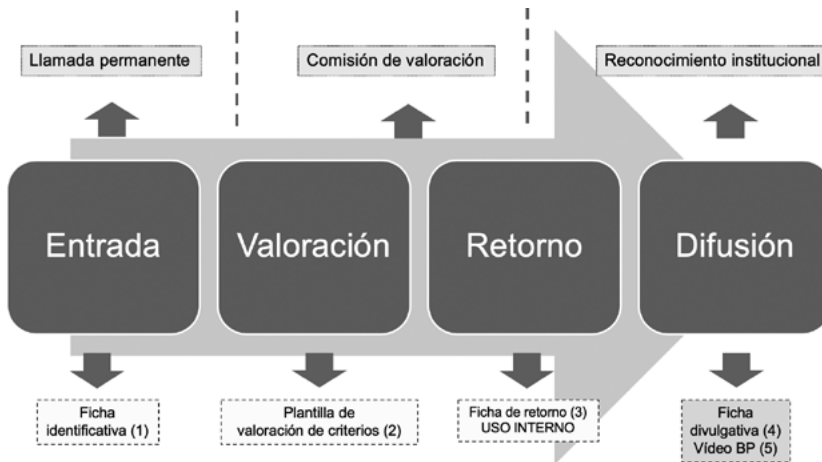 Llamada permanente
Comisión de valoración
Reconocimiento institucional
Entrada
Valoración
Retorno
Difusión
Ficha
identificativa (1)
Plantilla de
valoración de criterios (2)
Ficha de retorno (3)
USO INTERNO
Ficha
divulgativa (4)
Vídeo BP (5)